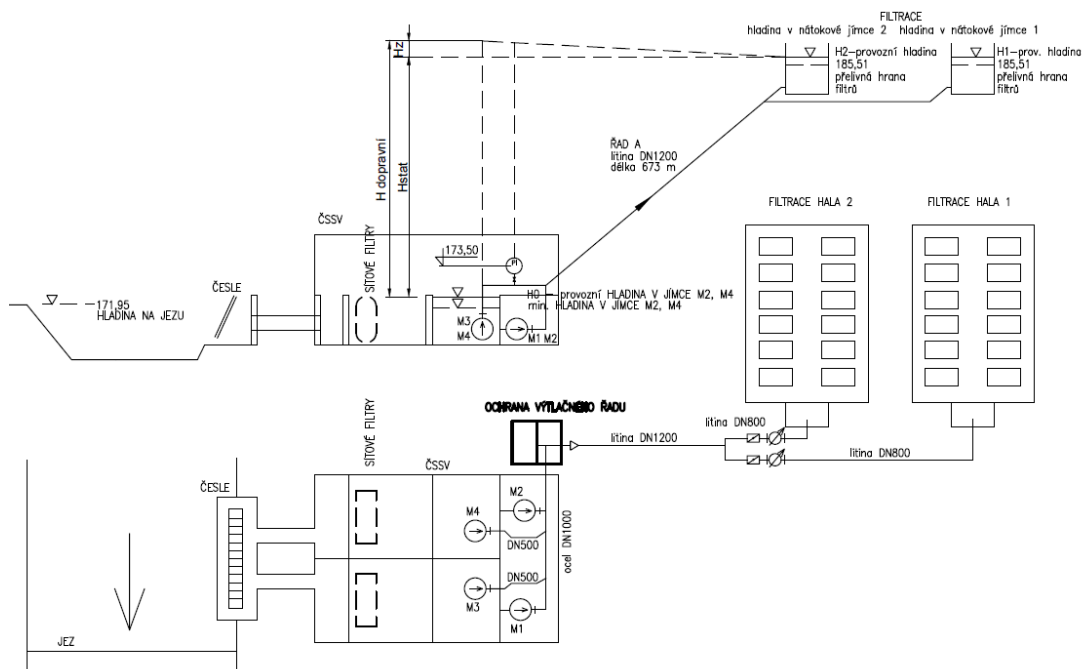 FILTRACE
hladina v nátokové jímce 2 hladina v nátokové jímce 1
H2-provozní hladina
185,51
přelivná hrana
filtrů
H1-prov. hladina
185,51
přelivná hrana
filtrů
Hz
H dopravní
Hstat
ŘAD A
litina DN1200
délka 673 m
ČSSV
SÍTOVÉ FILTRY
173,50
PI
ČESLE
171,95
HLADINA NA JEZU
H0 - provozní HLADINA V JÍMCE M2, M4
min. HLADINA V JÍMCE M2, M4
M3
M4
M1 M2
FILTRACE HALA 2
FILTRACE HALA 1
OCHRANA VÝTLAČNÉHO ŘADU
litina DN800
litina DN1200
litina DN800
SÍTOVÉ FILTRY
ČSSV
ČESLE
M2
M4
DN500
ocel DN1000
DN500
M3
M1
JEZ